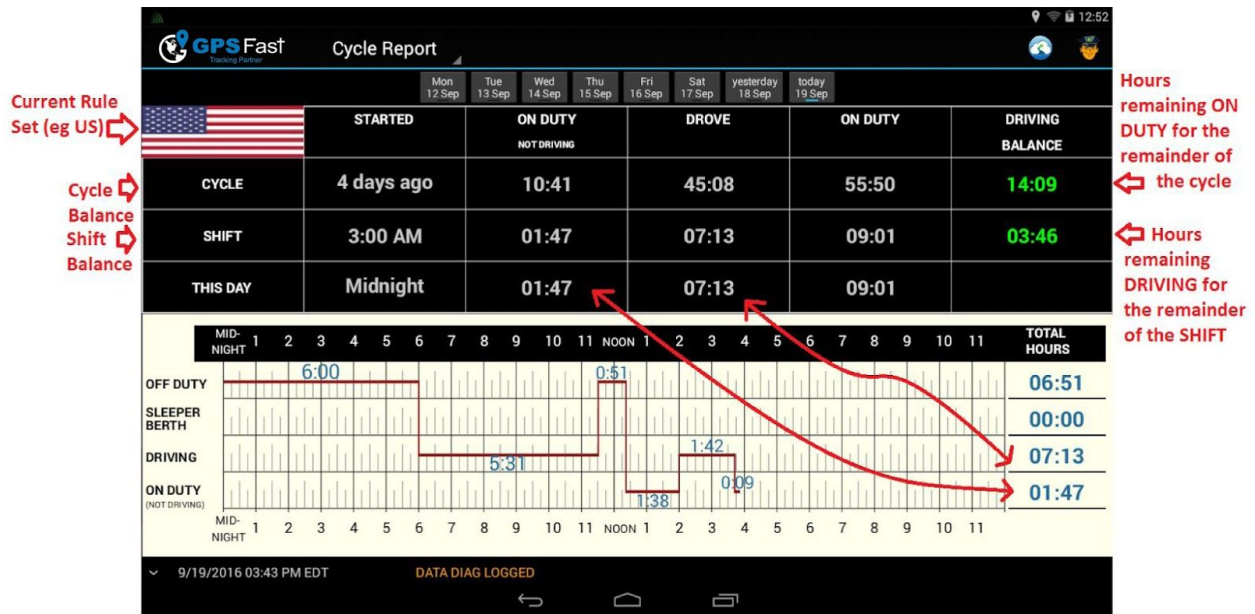 12:52
GPS Fast
Tracking Partner
Cycle Report
Mon Tue Wed Thu Fri Sat yesterday today
12 Sep 13 Sep 14 Sep 15 Sep 16 Sep 17 Sep 18 Sep 19 Sep
Current Rule
Set (eg US)
STARTED ON DUTY DROVE ON DUTY DRIVING
NOT DRIVING BALANCE
Hours
remaining ON
DUTY for the
remainder of
the cycle
Cycle
Balance
CYCLE 4 days ago 10:41 45:08 55:50 14:09
Shift
Balance
SHIFT 3:00 AM 01:47 07:13 09:01 03:46
Hours
remaining
DRIVING for
the remainder
of the SHIFT
THIS DAY Midnight 01:47 07:13 09:01
MID-
NIGHT 1 2 3 4 5 6 7 8 9 10 11 NOON 1 2 3 4 5 6 7 8 9 10 11 TOTAL
HOURS
OFF DUTY 6:00 0:51 06:51
SLEEPER
BERTH 00:00
DRIVING 5:31 1:42 07:13
ON DUTY 1:38 0:09 01:47
(NOT DRIVING)
MID-
NIGHT 1 2 3 4 5 6 7 8 9 10 11 NOON 1 2 3 4 5 6 7 8 9 10 11
9/19/2016 03:43 PM EDT DATA DIAG LOGGED